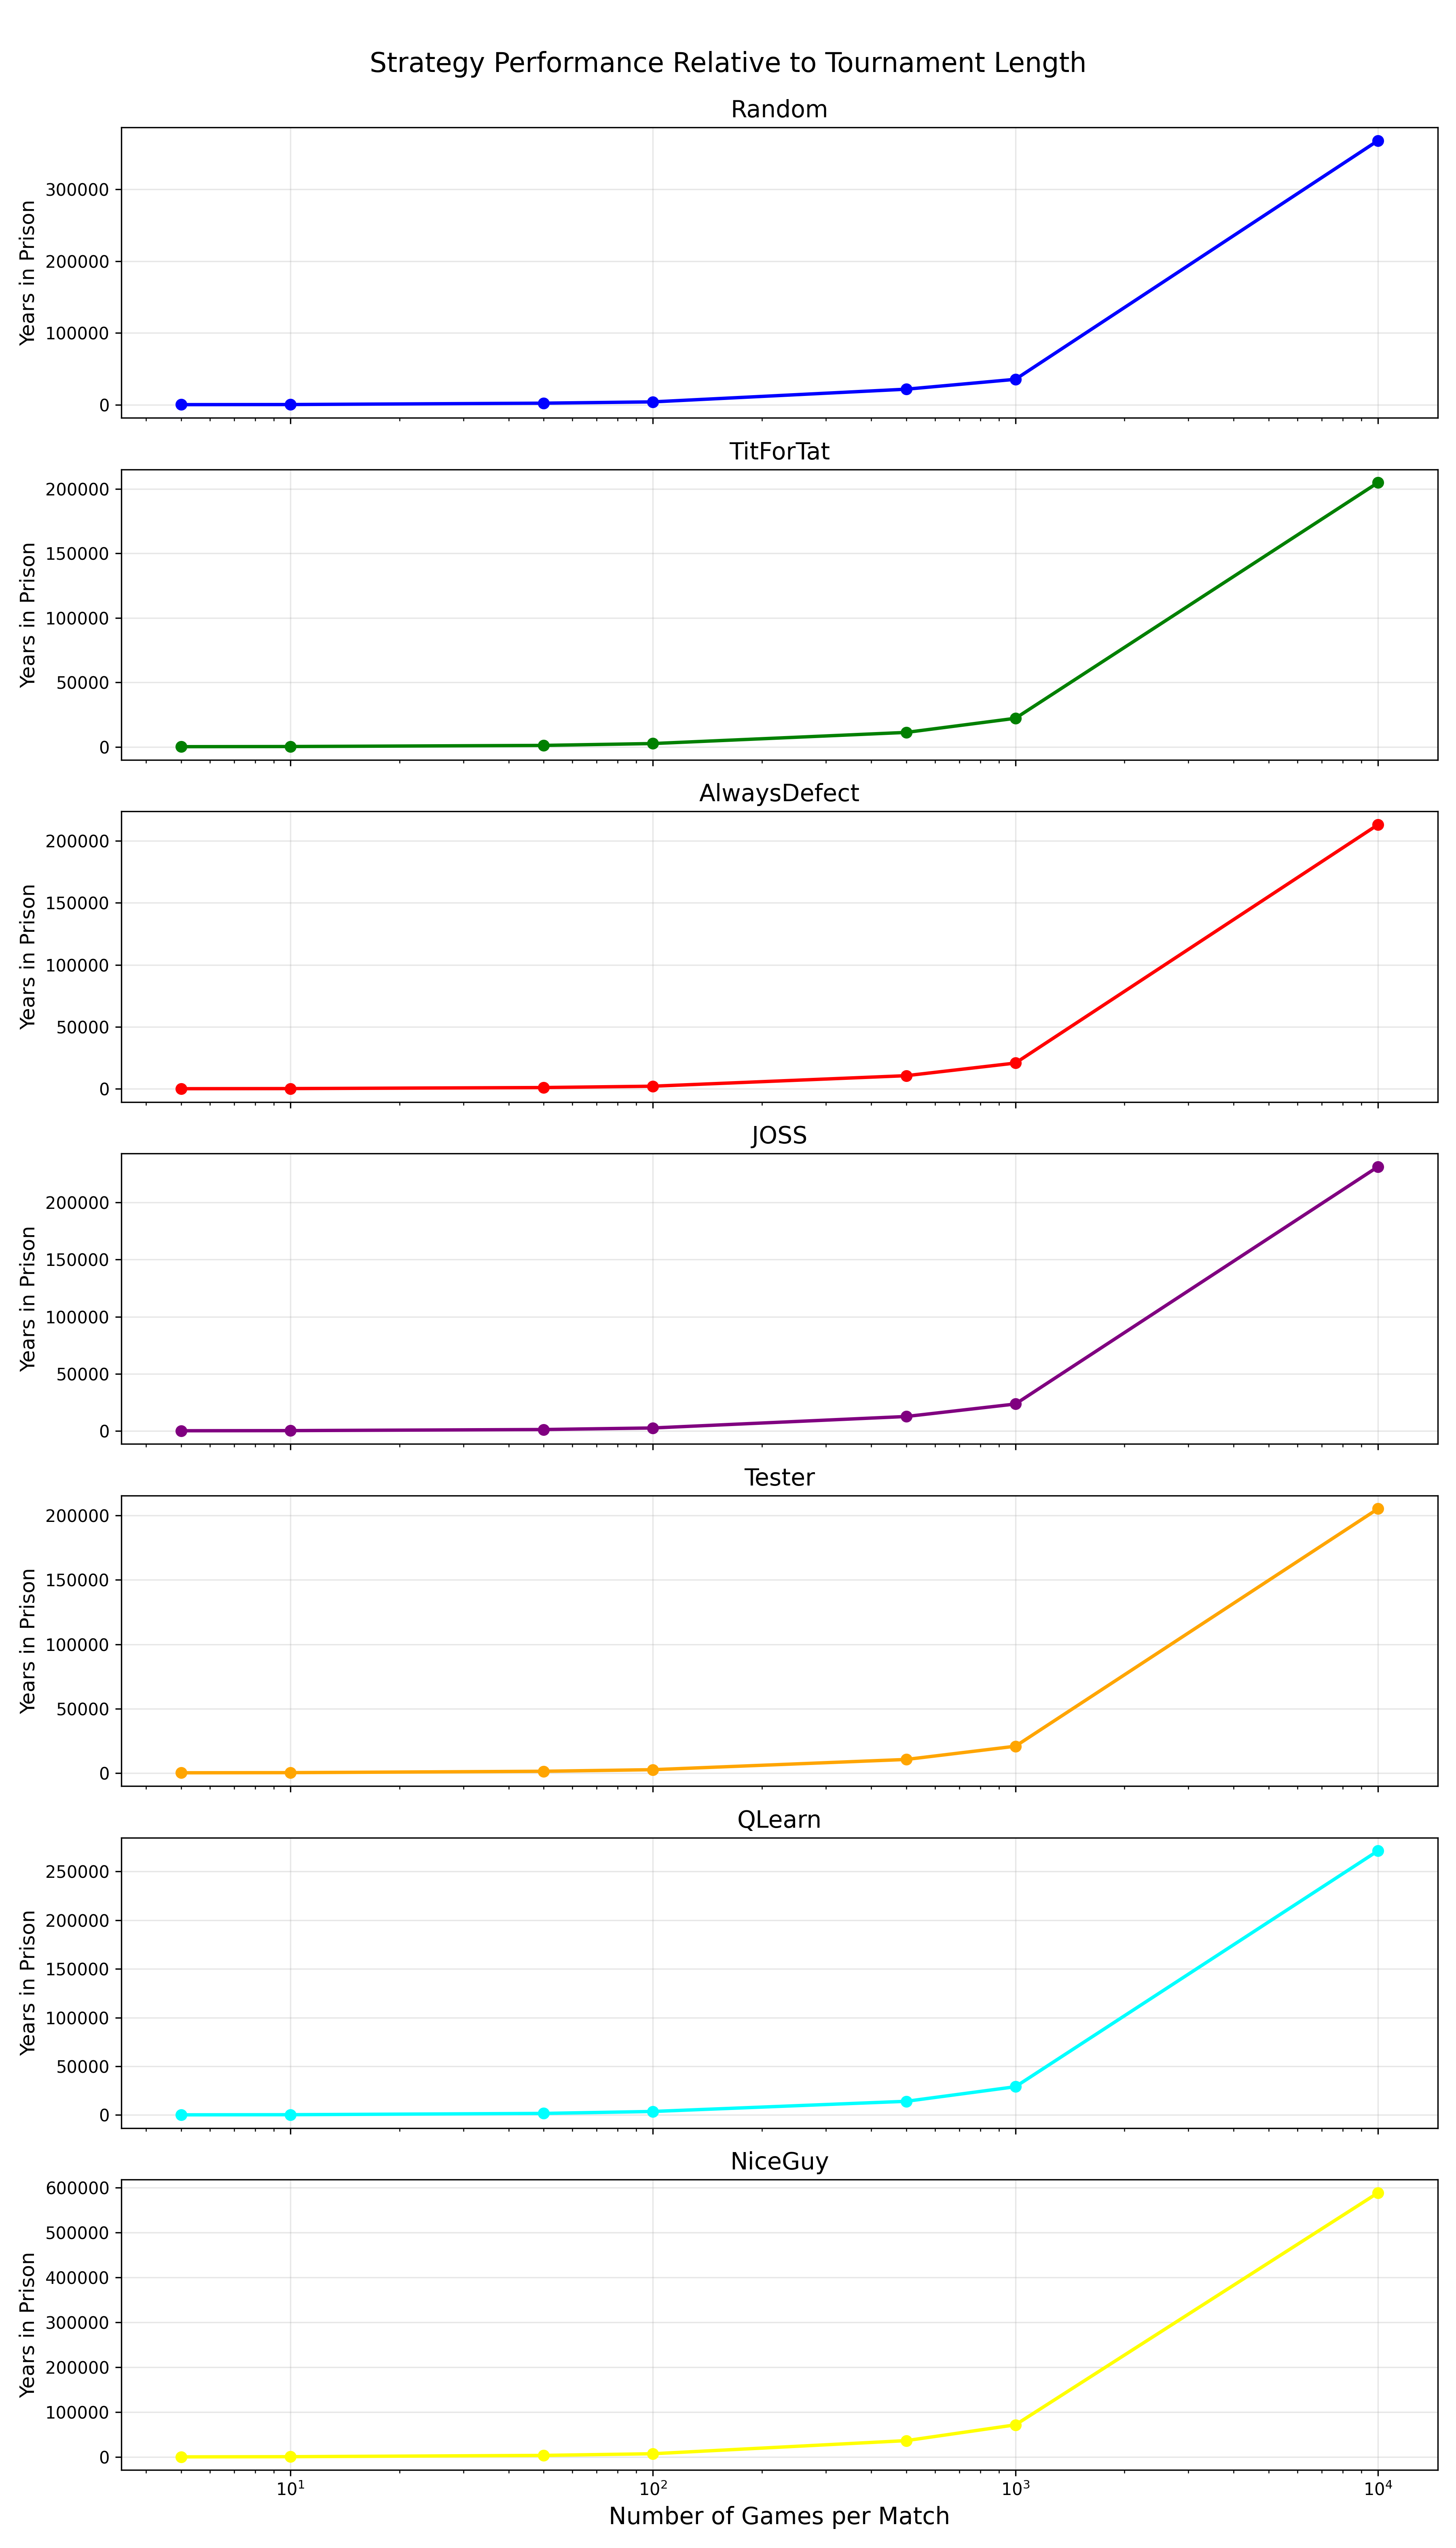 Strategy Performance Relative to Tournament Length
Random
Years in Prison
300000
200000
100000
0
TitForTat
Years in Prison
200000
150000
100000
50000
0
AlwaysDefect
Years in Prison
200000
150000
100000
50000
0
JOSS
Years in Prison
200000
150000
100000
50000
0
Tester
Years in Prison
200000
150000
100000
50000
0
QLearn
Years in Prison
250000
200000
150000
100000
50000
0
NiceGuy
Years in Prison
600000
500000
400000
300000
200000
100000
0
10¹ 10² 10³ 10⁴
Number of Games per Match